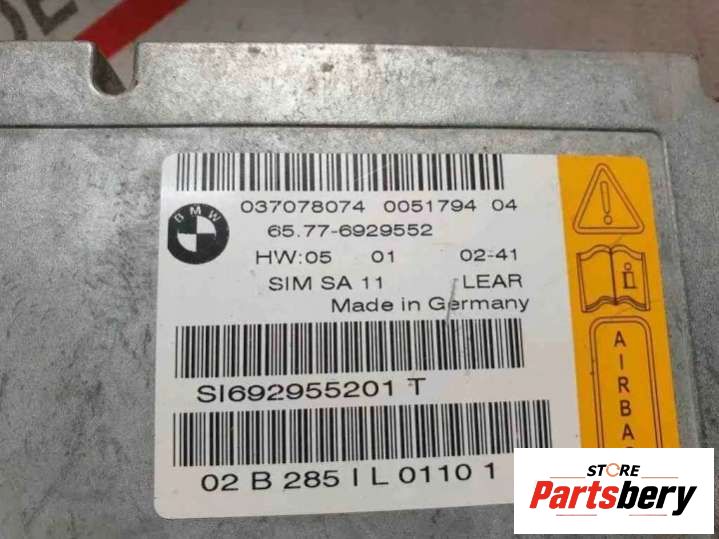 BMW
037078074 0051794 04
65.77-6929552
HW:05 01 02-41
SIM SA 11 LEAR
Made in Germany
SI692955201 T
02 B 285 I L 0110 1
AIRBAG
STORE
Partsbery